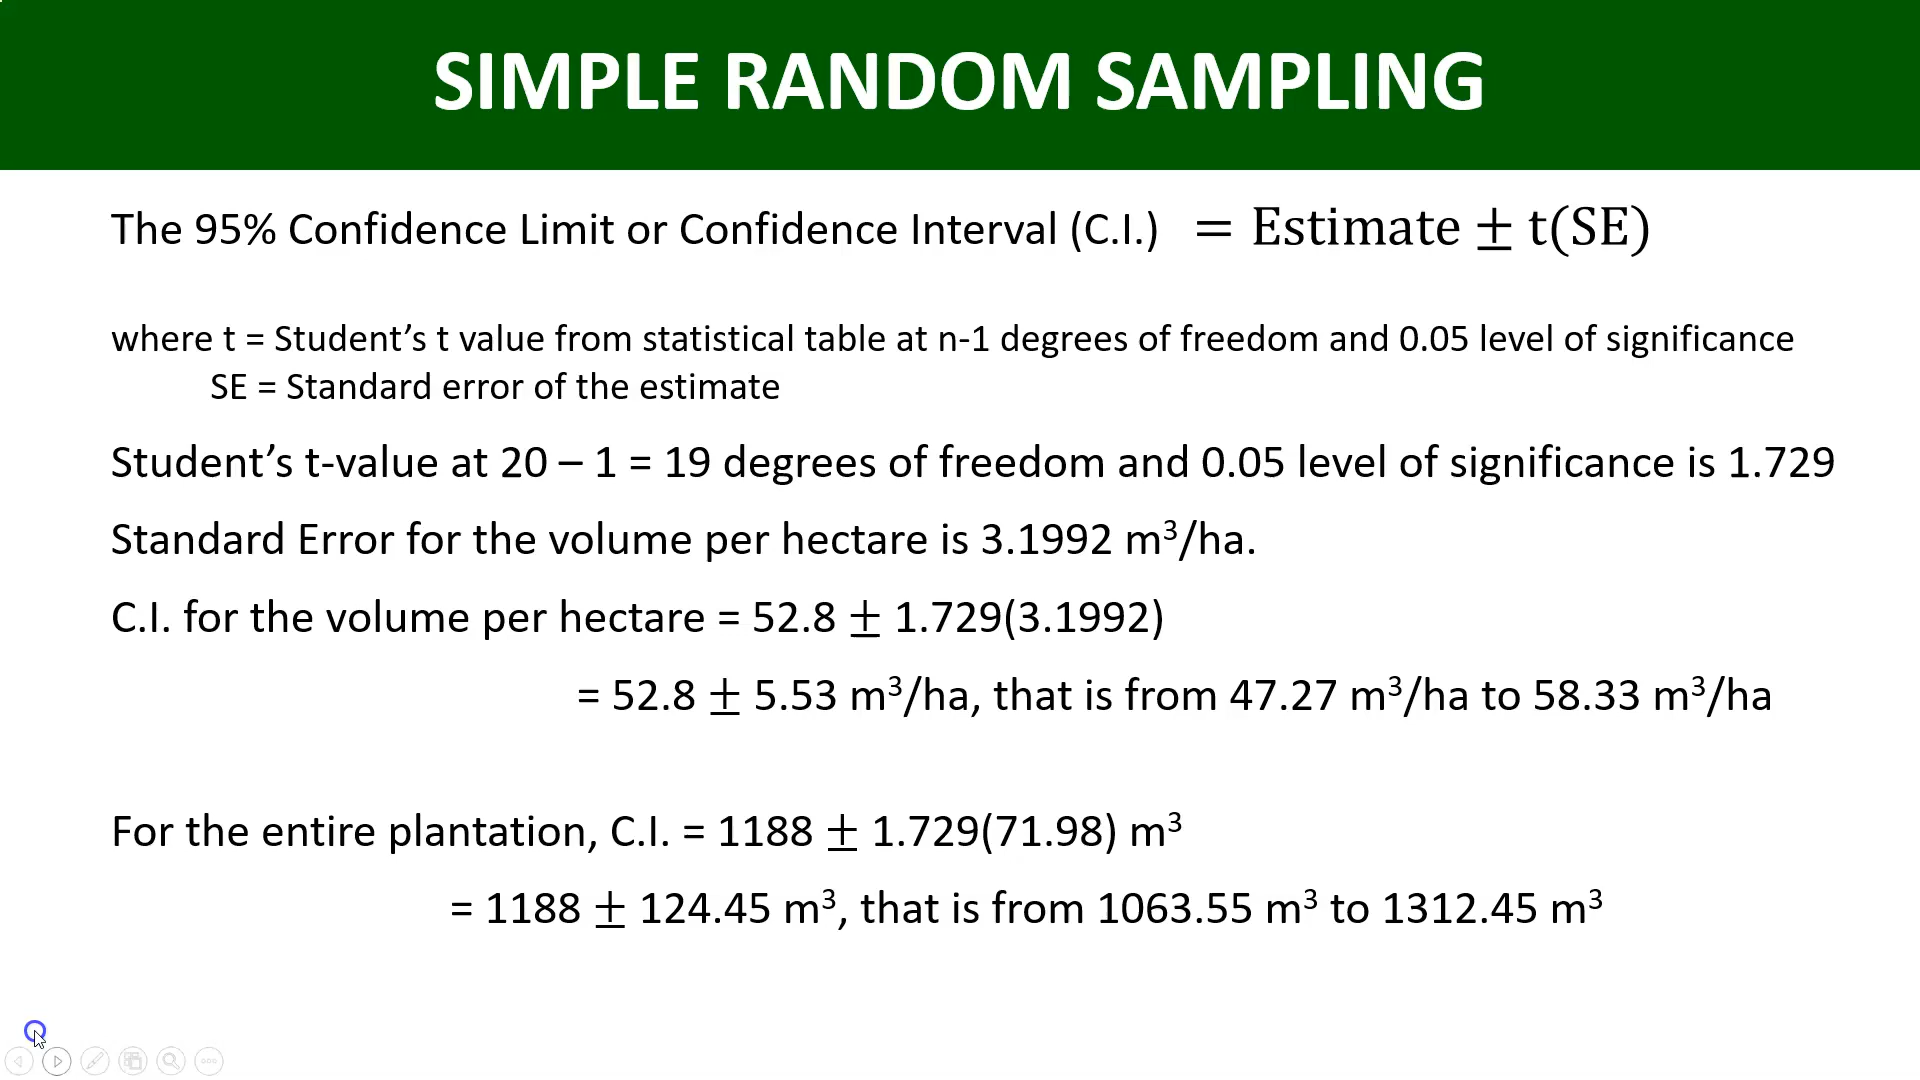 SIMPLE RANDOM SAMPLING
The 95% Confidence Limit or Confidence Interval (C.I.) = Estimate ± t(SE)
where t = Student’s t value from statistical table at n-1 degrees of freedom and 0.05 level of significance
SE = Standard error of the estimate
Student’s t-value at 20 – 1 = 19 degrees of freedom and 0.05 level of significance is 1.729
Standard Error for the volume per hectare is 3.1992 m³/ha.
C.I. for the volume per hectare = 52.8 ± 1.729(3.1992)
= 52.8 ± 5.53 m³/ha, that is from 47.27 m³/ha to 58.33 m³/ha
For the entire plantation, C.I. = 1188 ± 1.729(71.98) m³
= 1188 ± 124.45 m³, that is from 1063.55 m³ to 1312.45 m³